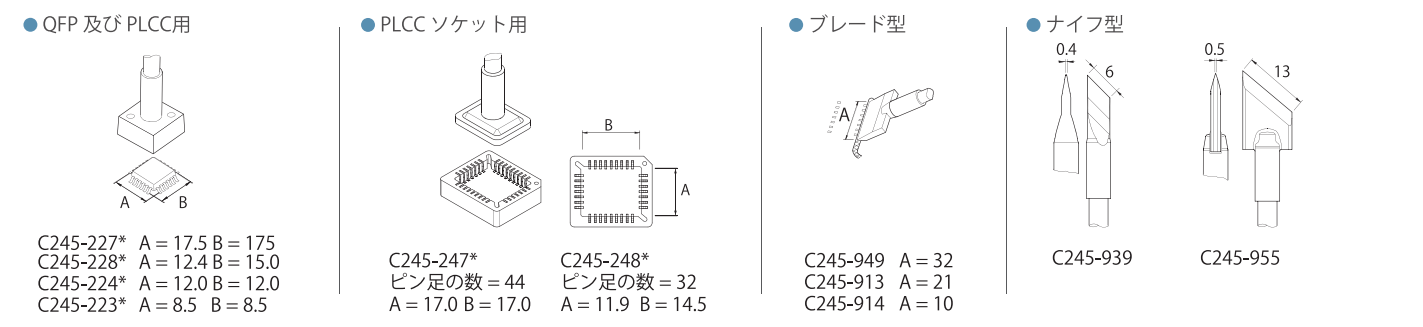 QFP 及び PLCC用
A
B
C245-227* A = 17.5 B = 175
C245-228* A = 12.4 B = 15.0
C245-224* A = 12.0 B = 12.0
C245-223* A = 8.5 B = 8.5
PLCC ソケット用
B
A
C245-247*
ピン足の数 = 44
A = 17.0 B = 17.0
C245-248*
ピン足の数 = 32
A = 11.9 B = 14.5
ブレード型
A
C245-949 A = 32
C245-913 A = 21
C245-914 A = 10
ナイフ型
0.4
6
C245-939
0.5
13
C245-955